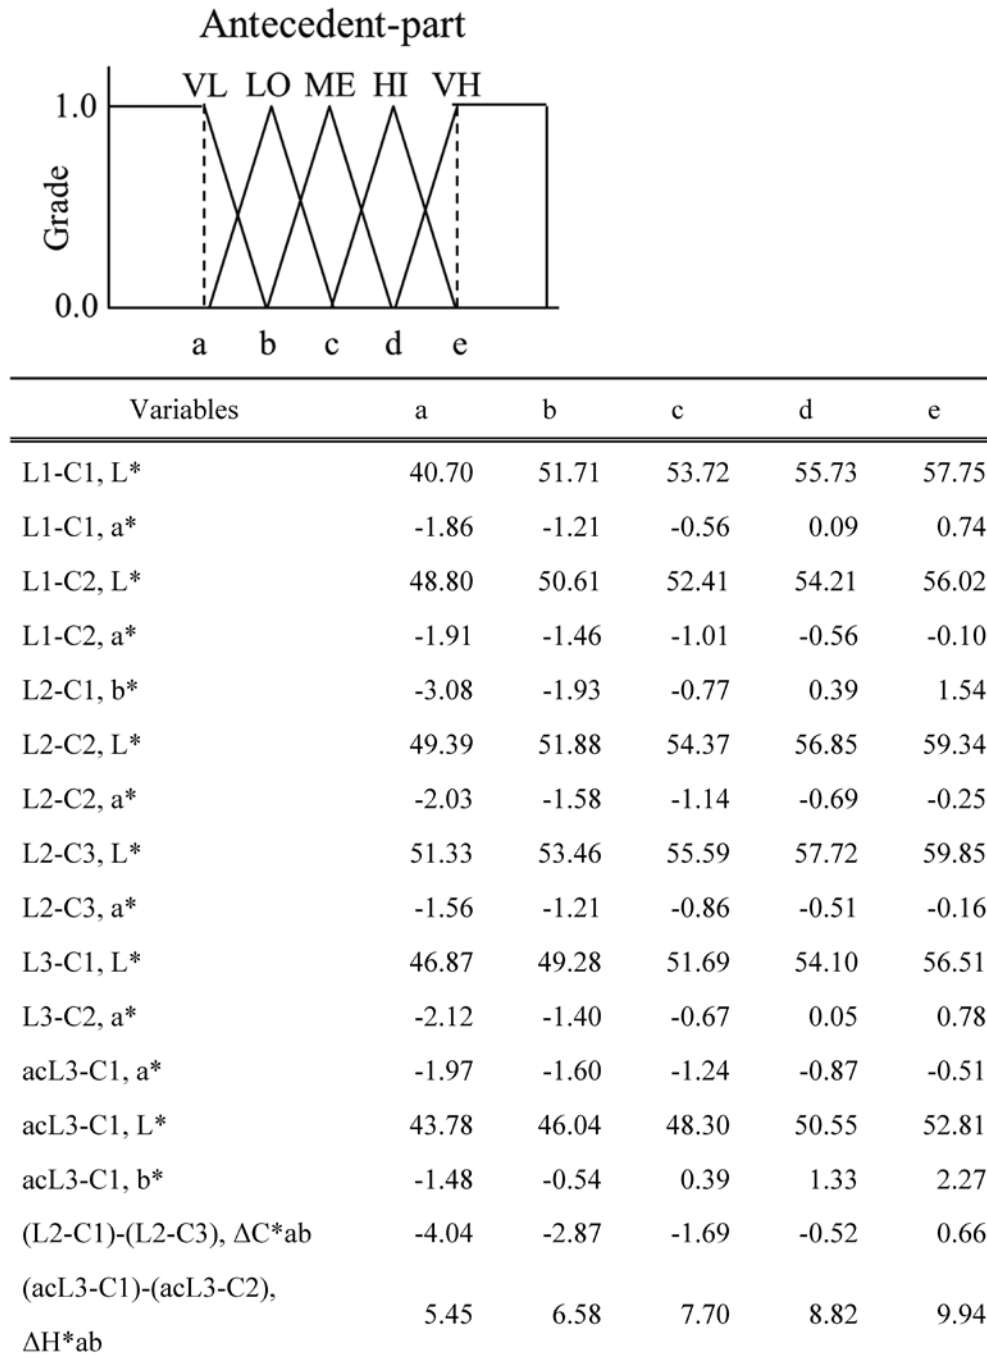 Antecedent-part
VL LO ME HI VH
1.0
Grade
0.0
a b c d e
Variables a b c d e
L1-C1, L* 40.70 51.71 53.72 55.73 57.75
L1-C1, a* -1.86 -1.21 -0.56 0.09 0.74
L1-C2, L* 48.80 50.61 52.41 54.21 56.02
L1-C2, a* -1.91 -1.46 -1.01 -0.56 -0.10
L2-C1, b* -3.08 -1.93 -0.77 0.39 1.54
L2-C2, L* 49.39 51.88 54.37 56.85 59.34
L2-C2, a* -2.03 -1.58 -1.14 -0.69 -0.25
L2-C3, L* 51.33 53.46 55.59 57.72 59.85
L2-C3, a* -1.56 -1.21 -0.86 -0.51 -0.16
L3-C1, L* 46.87 49.28 51.69 54.10 56.51
L3-C2, a* -2.12 -1.40 -0.67 0.05 0.78
acL3-C1, a* -1.97 -1.60 -1.24 -0.87 -0.51
acL3-C1, L* 43.78 46.04 48.30 50.55 52.81
acL3-C1, b* -1.48 -0.54 0.39 1.33 2.27
(L2-C1)-(L2-C3), ΔC*ab -4.04 -2.87 -1.69 -0.52 0.66
(acL3-C1)-(acL3-C2),
5.45 6.58 7.70 8.82 9.94
ΔH*ab